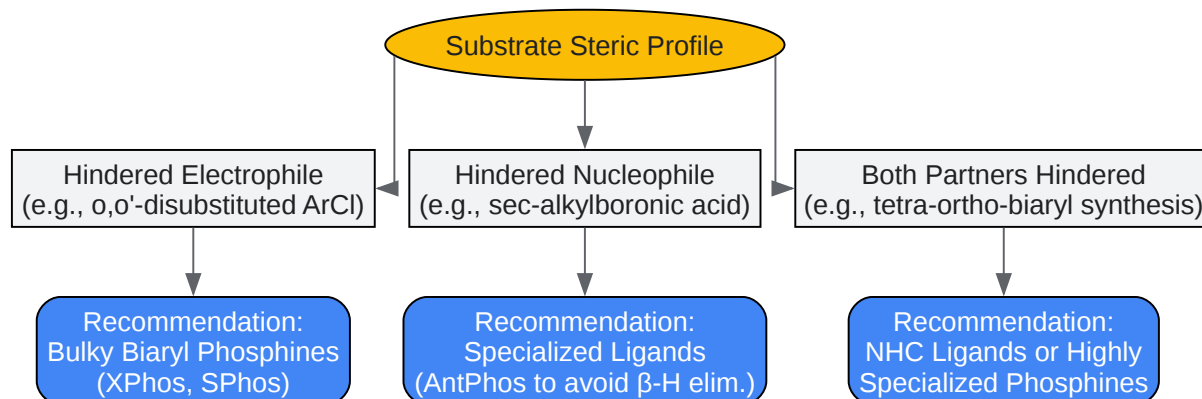 Substrate Steric Profile
Hindered Electrophile
(e.g., o,o'-disubstituted ArCl)
Hindered Nucleophile
(e.g., sec-alkylboronic acid)
Both Partners Hindered
(e.g., tetra-ortho-biaryl synthesis)
Recommendation:
Bulky Biaryl Phosphines
(XPhos, SPhos)
Recommendation:
Specialized Ligands
(AntPhos to avoid β-H elim.)
Recommendation:
NHC Ligands or Highly
Specialized Phosphines